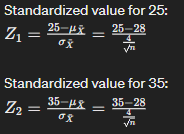 Standardized value for 25:
Z₁ = (25−μ_X̄)/σ_X̄ = (25−28)/(4/√n)
Standardized value for 35:
Z₂ = (35−μ_X̄)/σ_X̄ = (35−28)/(4/√n)